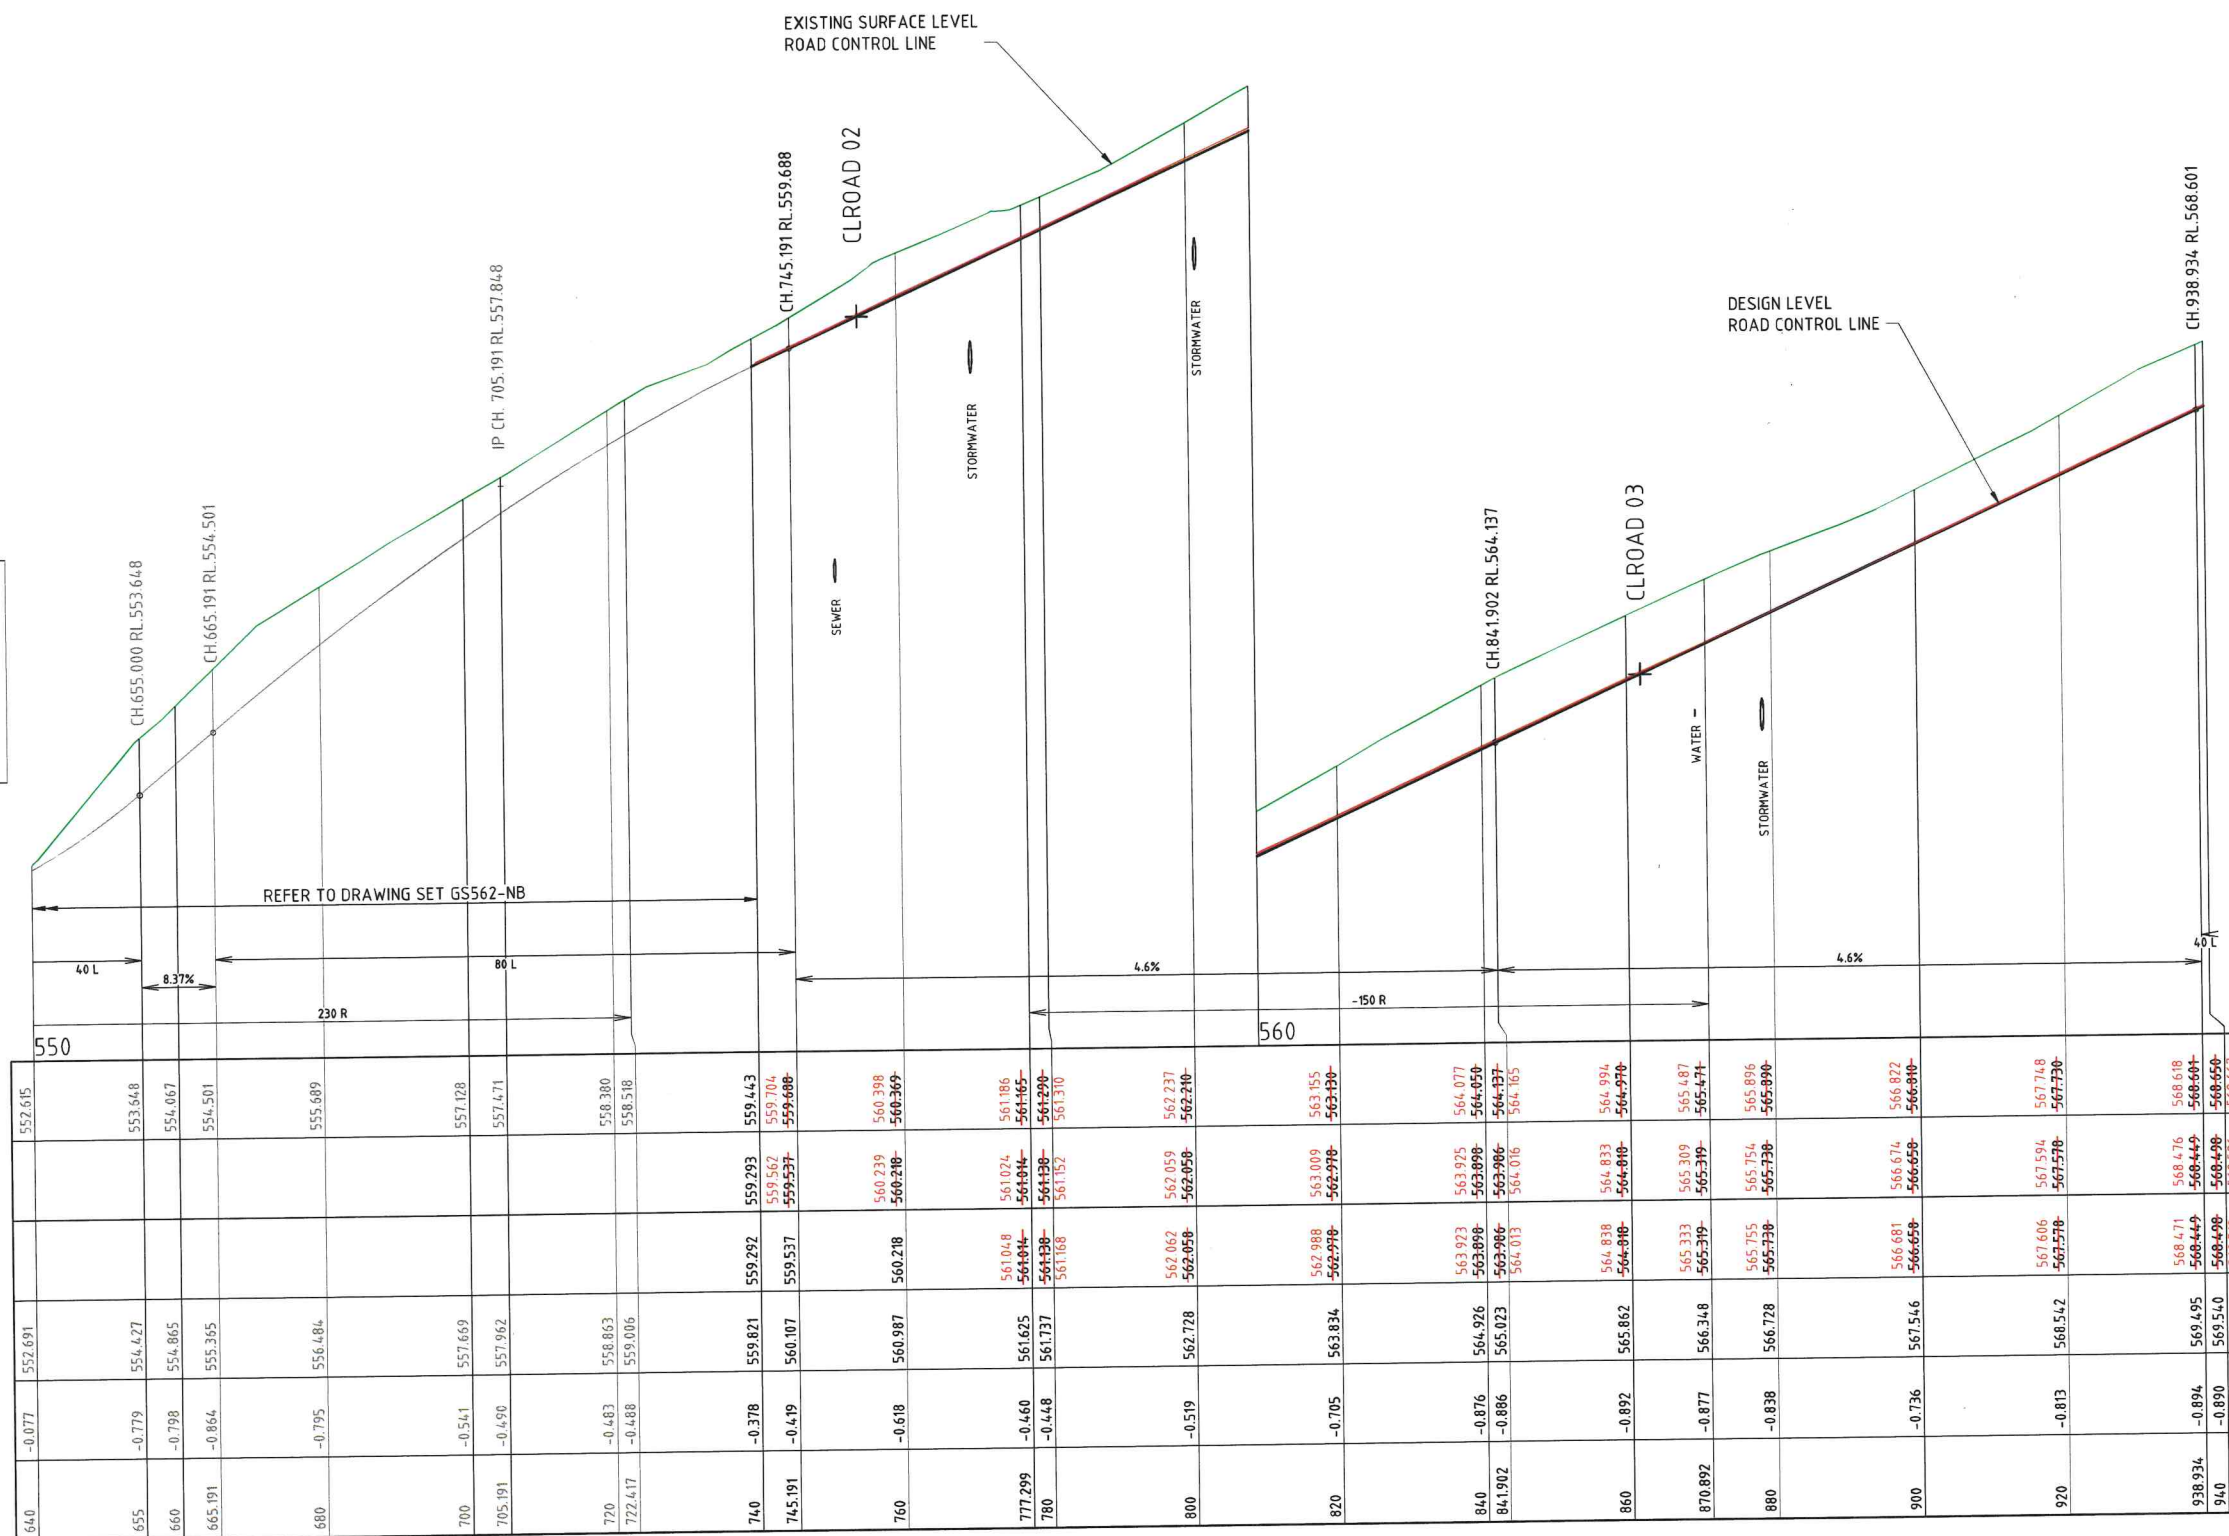 EXISTING SURFACE LEVEL
ROAD CONTROL LINE
CH.655.000 RL.553.648
CH.665.191 RL.554.501
IP CH. 705.191 RL.557.848
CH.745.191 RL.559.688
CLROAD 02
SEWER
STORMWATER
STORMWATER
CH.841.902 RL.564.137
CLROAD 03
WATER
STORMWATER
DESIGN LEVEL
ROAD CONTROL LINE
CH.938.934 RL.568.601
REFER TO DRAWING SET GS562-NB
40 L
8.37%
80 L
230 R
4.6%
-150 R
4.6%
40 L
550
560
552.615 553.648 554.067 554.501 555.689 557.128 557.471 558.380 558.518 559.443 559.704 559.688 560.398 560.369 561.186 561.165 561.290 561.310 562 237 562.210 563.155 563.130 564.077 564.050 564.137 564.165 564 994 564.970 565 487 565.471 565.896 565.890 566 822 566.810 567.748 567.730 568 618 568.601 568.650
559.293 559.562 559.537 560.239 560.218 561.024 561.014 561.138 561.152 562 059 562.058 563.009 562.978 563.925 563.898 563.986 564 016 564 833 564.810 565 309 565.319 565.754 565.738 566 674 566.658 567.594 567.578 568 476 568.449 568.498
559.292 559.537 560.218 561 048 561.014 561.138 561.168 562 062 562.058 562 988 562.978 563.923 563.898 563.986 564 013 564 838 564.810 565 333 565.319 565.755 565.738 566 681 566.658 567 606 567.578 568 471 568.449 568.498
552.691 554.427 554.865 555.365 556.484 557.669 557.962 558.863 559.006 559.821 560.107 560.987 561.625 561.737 562.728 563.834 564.926 565.023 565.862 566.348 566.728 567.546 568.542 569.495 569.540
-0.077 -0.779 -0.798 -0.864 -0.795 -0.541 -0.490 -0.483 -0.488 -0.378 -0.419 -0.618 -0.460 -0.448 -0.519 -0.705 -0.876 -0.886 -0.892 -0.877 -0.838 -0.736 -0.813 -0.894 -0.890
640 655 660 665.191 680 700 705.191 720 722.417 740 745.191 760 777.299 780 800 820 840 841.902 860 870.892 880 900 920 938.934 940